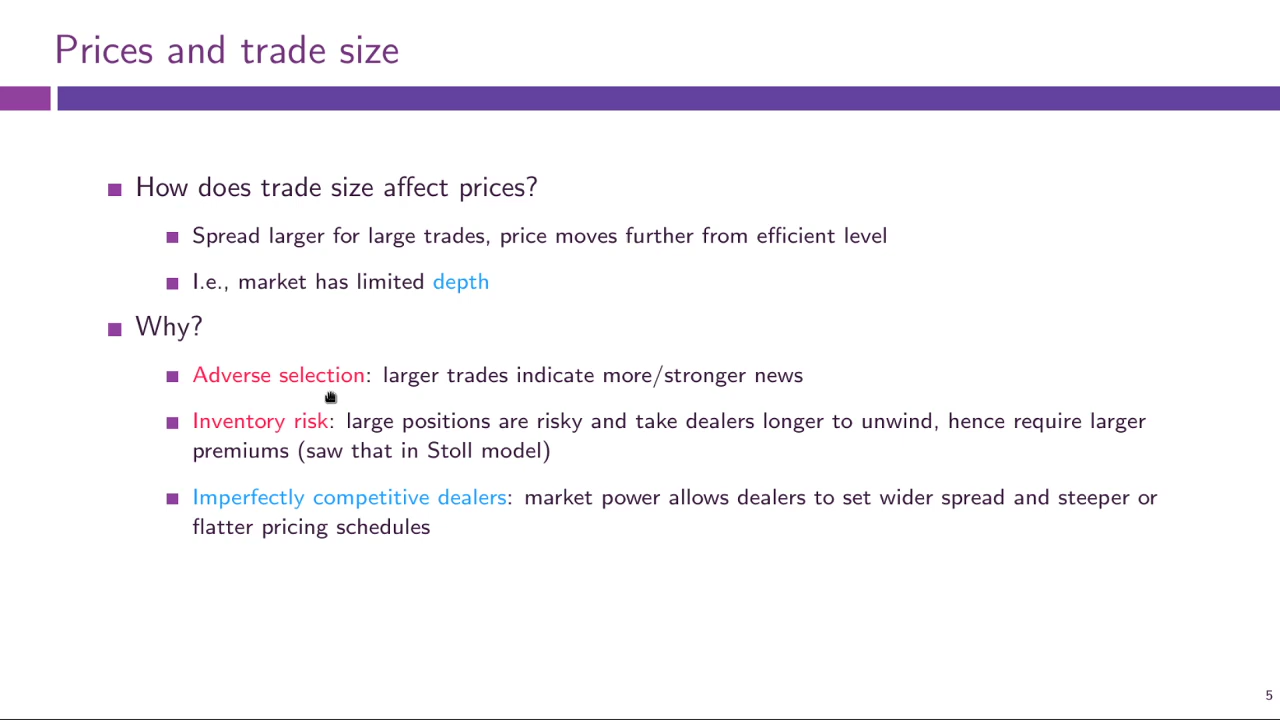 Prices and trade size
How does trade size affect prices?
Spread larger for large trades, price moves further from efficient level
I.e., market has limited depth
Why?
Adverse selection: larger trades indicate more/stronger news
Inventory risk: large positions are risky and take dealers longer to unwind, hence require larger
premiums (saw that in Stoll model)
Imperfectly competitive dealers: market power allows dealers to set wider spread and steeper or
flatter pricing schedules
5